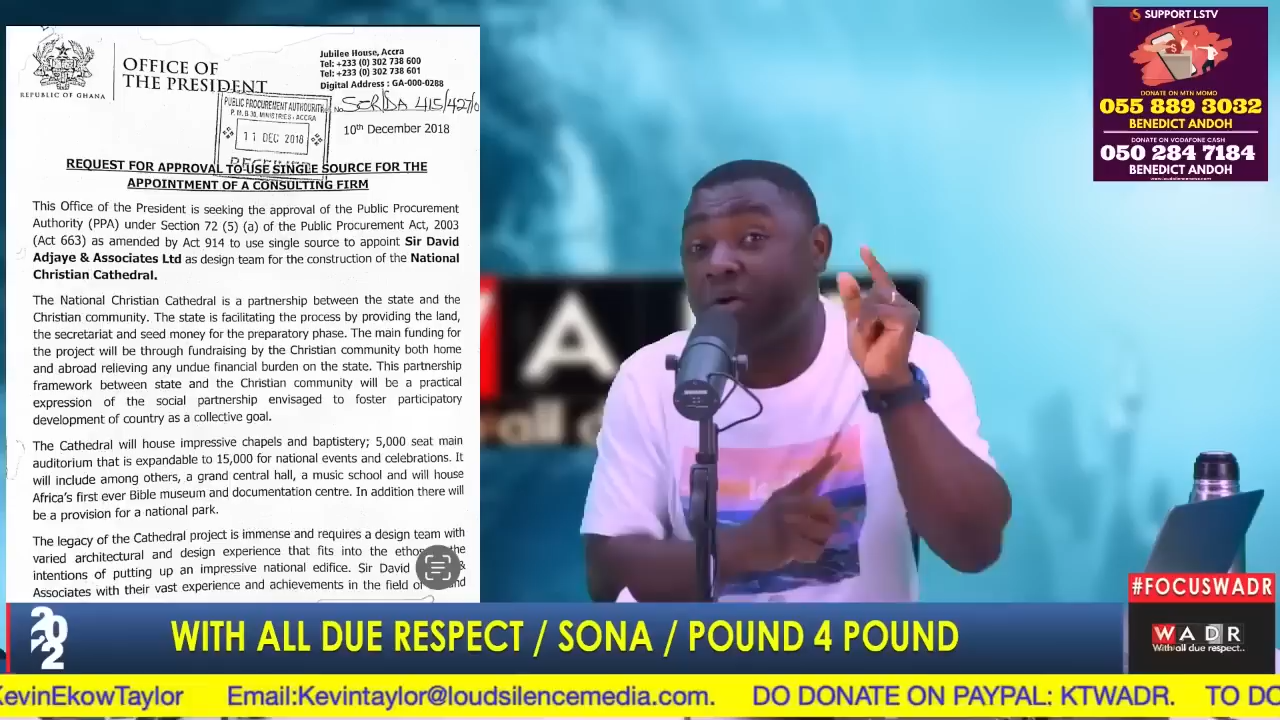 OFFICE OF
THE PRESIDENT
REPUBLIC OF GHANA
Jubilee House, Accra
Tel: +233 (0) 302 738 600
Tel: +233 (0) 302 738 601
Digital Address : GA-000-0288
PUBLIC PROCUREMENT AUTHORITY
P. M. B 30, MINISTRIES - ACCRA
11 DEC 2018
RECEIVED
No
10th December 2018
REQUEST FOR APPROVAL TO USE SINGLE SOURCE FOR THE
APPOINTMENT OF A CONSULTING FIRM
This Office of the President is seeking the approval of the Public Procurement
Authority (PPA) under Section 72 (5) (a) of the Public Procurement Act, 2003
(Act 663) as amended by Act 914 to use single source to appoint Sir David
Adjaye & Associates Ltd as design team for the construction of the National
Christian Cathedral.
The National Christian Cathedral is a partnership between the state and the
Christian community. The state is facilitating the process by providing the land,
the secretariat and seed money for the preparatory phase. The main funding for
the project will be through fundraising by the Christian community both home
and abroad relieving any undue financial burden on the state. This partnership
framework between state and the Christian community will be a practical
expression of the social partnership envisaged to foster participatory
development of country as a collective goal.
The Cathedral will house impressive chapels and baptistery; 5,000 seat main
auditorium that is expandable to 15,000 for national events and celebrations. It
will include among others, a grand central hall, a music school and will house
Africa's first ever Bible museum and documentation centre. In addition there will
be a provision for a national park.
The legacy of the Cathedral project is immense and requires a design team with
varied architectural and design experience that fits into the ethos the
intentions of putting up an impressive national edifice. Sir David &
Associates with their vast experience and achievements in the field of
SUPPORT LSTV
DONATE ON MTN MOMO
055 889 3032
BENEDICT ANDOH
DONATE ON VODAFONE CASH
050 284 7184
BENEDICT ANDOH
www.loudsilencemedia.com
A
all d
#FOCUSWADR
WADR
With all due respect..
2022
WITH ALL DUE RESPECT / SONA / POUND 4 POUND
KevinEkowTaylor Email:Kevintaylor@loudsilencemedia.com. DO DONATE ON PAYPAL: KTWADR. TO DO